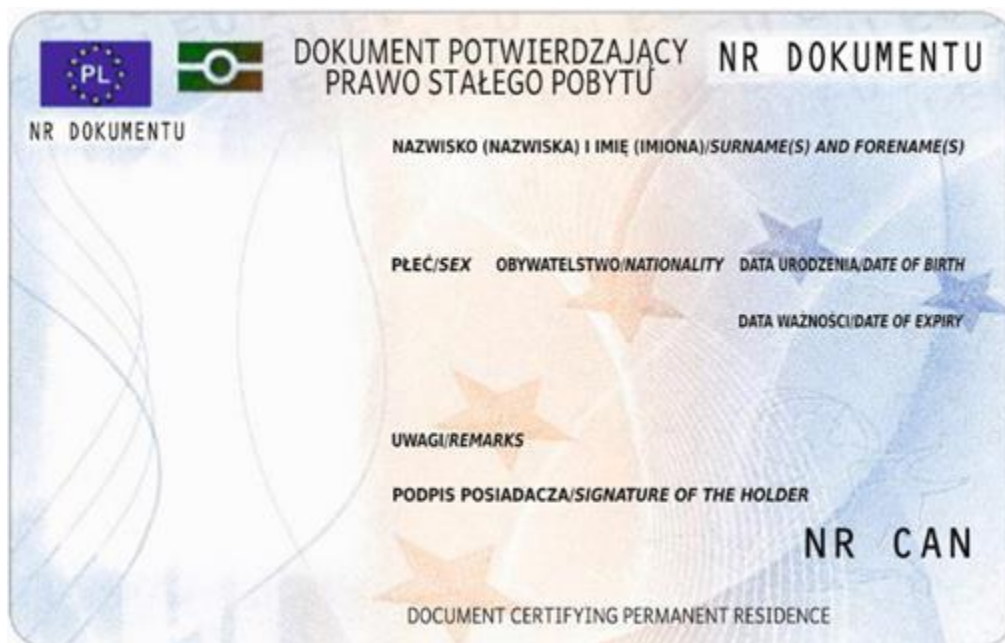 PL
DOKUMENT POTWIERDZAJĄCY
PRAWO STAŁEGO POBYTU
NR DOKUMENTU
NR DOKUMENTU
NAZWISKO (NAZWISKA) I IMIĘ (IMIONA)/SURNAME(S) AND FORENAME(S)
PŁEĆ/SEX OBYWATELSTWO/NATIONALITY DATA URODZENIA/DATE OF BIRTH
DATA WAŻNOŚCI/DATE OF EXPIRY
UWAGI/REMARKS
PODPIS POSIADACZA/SIGNATURE OF THE HOLDER
NR CAN
DOCUMENT CERTIFYING PERMANENT RESIDENCE